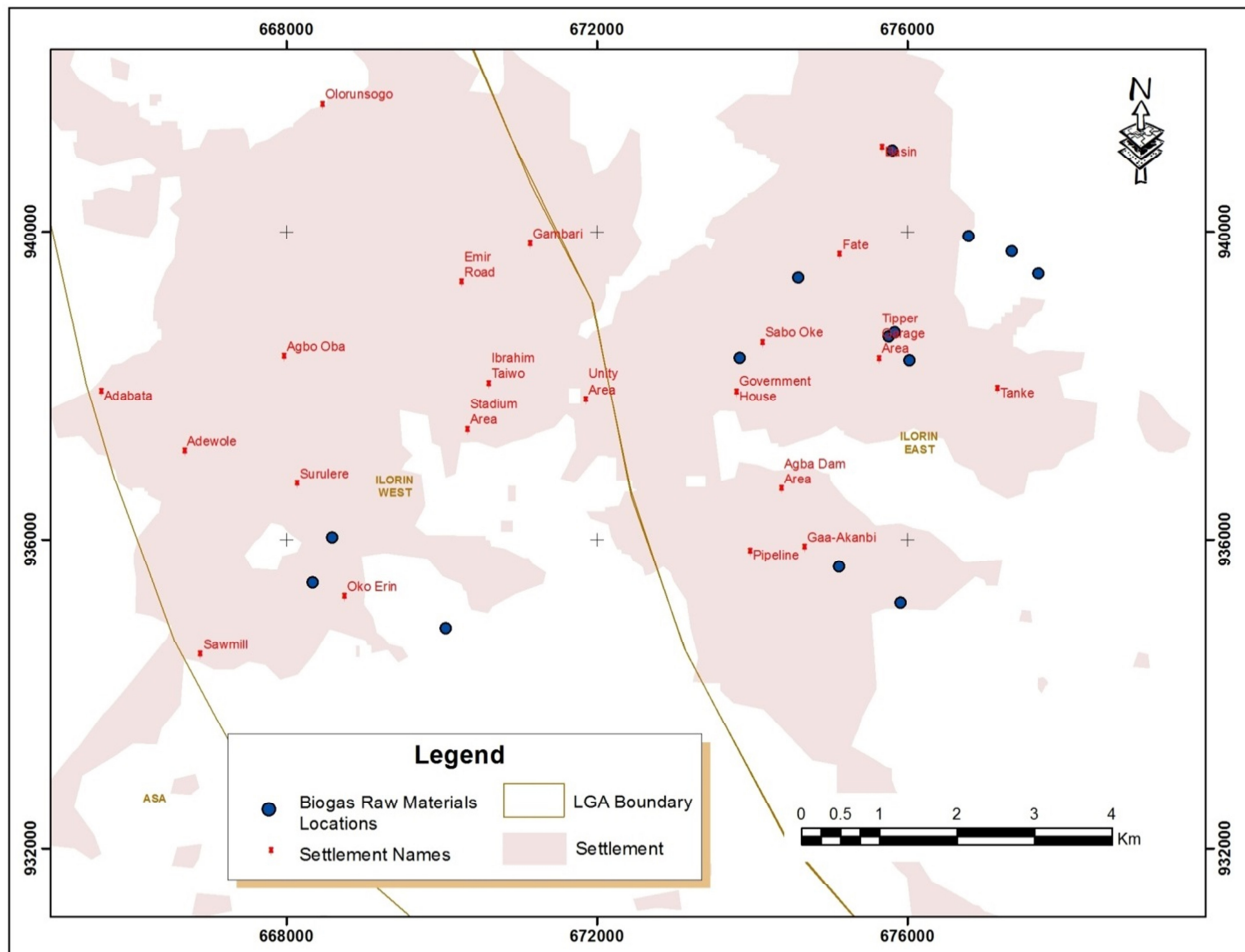 668000
672000
676000
N
Olorunsogo
940000
940000
Gambari
Fate
Emir
Road
Tipper
Garage
Area
Sabo Oke
Agbo Oba
Ibrahim
Taiwo
Unity
Area
Government
House
Adabata
Tanke
Stadium
Area
Adewole
ILORIN
EAST
Surulere
ILORIN
WEST
Agba Dam
Area
936000
936000
Gaa-Akanbi
Pipeline
Oko Erin
Sawmill
Legend
Biogas Raw Materials
Locations
LGA Boundary
Settlement Names
Settlement
ASA
0 0.5 1 2 3 4
Km
932000
932000
668000
672000
676000